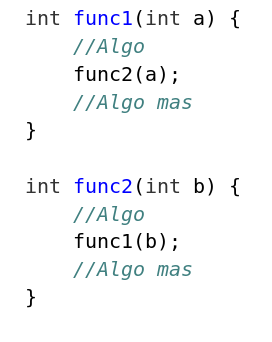 int func1(int a) {
    //Algo
    func2(a);
    //Algo mas
}

int func2(int b) {
    //Algo
    func1(b);
    //Algo mas
}